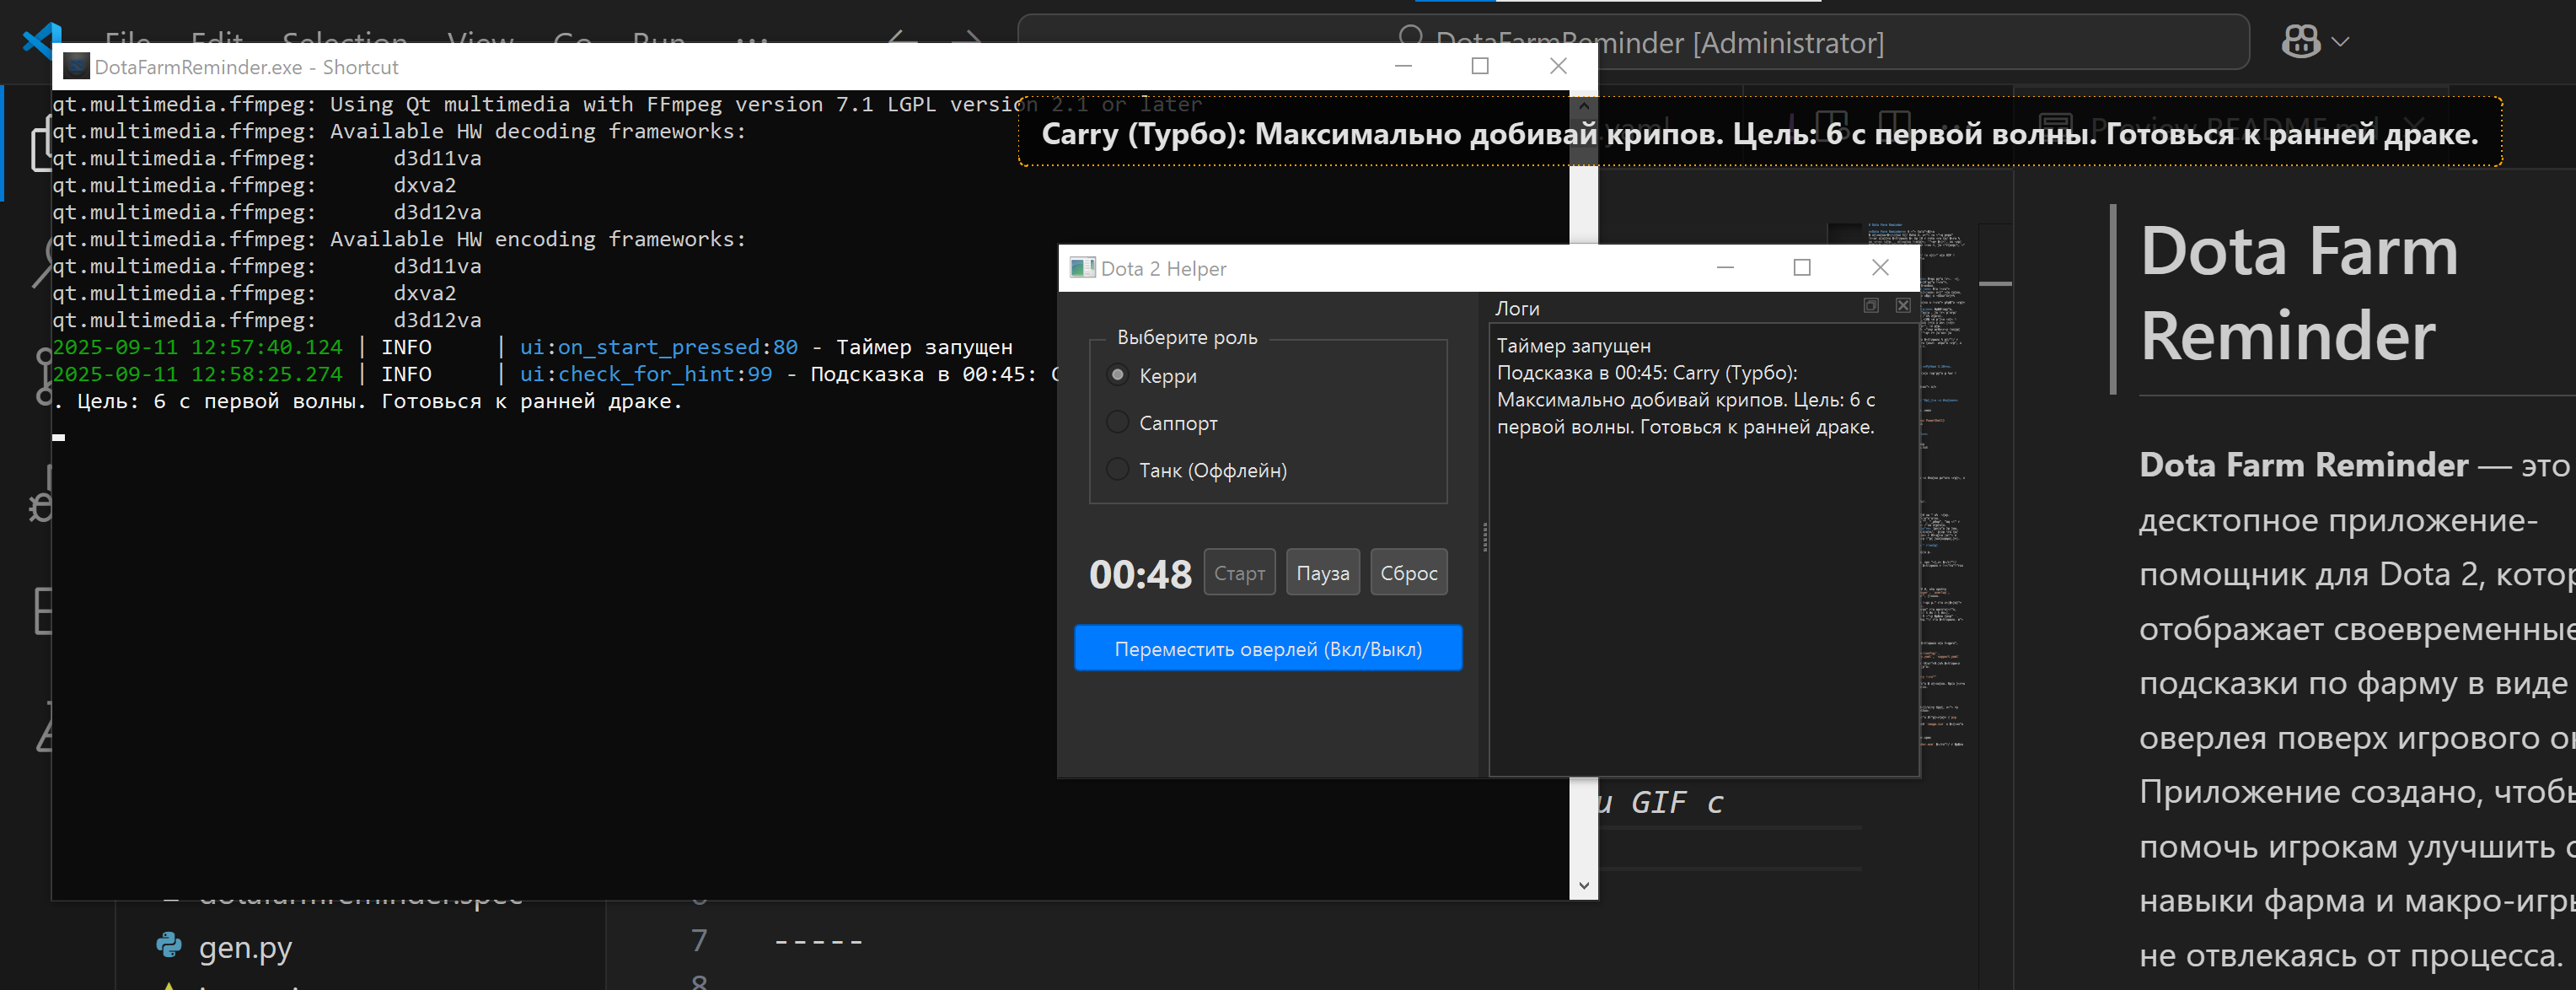 DotaFarmReminder [Administrator]
DotaFarmReminder.exe - Shortcut
qt.multimedia.ffmpeg: Using Qt multimedia with FFmpeg version 7.1 LGPL version 2.1 or later
qt.multimedia.ffmpeg: Available HW decoding frameworks:
qt.multimedia.ffmpeg: d3d11va
qt.multimedia.ffmpeg: dxva2
qt.multimedia.ffmpeg: d3d12va
qt.multimedia.ffmpeg: Available HW encoding frameworks:
qt.multimedia.ffmpeg: d3d11va
qt.multimedia.ffmpeg: dxva2
qt.multimedia.ffmpeg: d3d12va
2025-09-11 12:57:40.124 | INFO | ui:on_start_pressed:80 - Таймер запущен
2025-09-11 12:58:25.274 | INFO | ui:check_for_hint:99 - Подсказка в 00:45:
. Цель: 6 с первой волны. Готовься к ранней драке.
Carry (Турбо): Максимально добивай крипов. Цель: 6 с первой волны. Готовься к ранней драке.
Dota 2 Helper
Выберите роль
Керри
Саппорт
Танк (Оффлейн)
00:48 Старт Пауза Сброс
Переместить оверлей (Вкл/Выкл)
Логи
Таймер запущен
Подсказка в 00:45: Carry (Турбо):
Максимально добивай крипов. Цель: 6 с
первой волны. Готовься к ранней драке.
GIF с
gen.py
7 -----
Dota Farm
Reminder
Dota Farm Reminder — это
десктопное приложение-
помощник для Dota 2,
отображает своевременные
подсказки по фарму в виде
оверлея поверх игрового
Приложение создано,
помочь игрокам улучшить
навыки фарма и
не отвлекаясь от процесса.